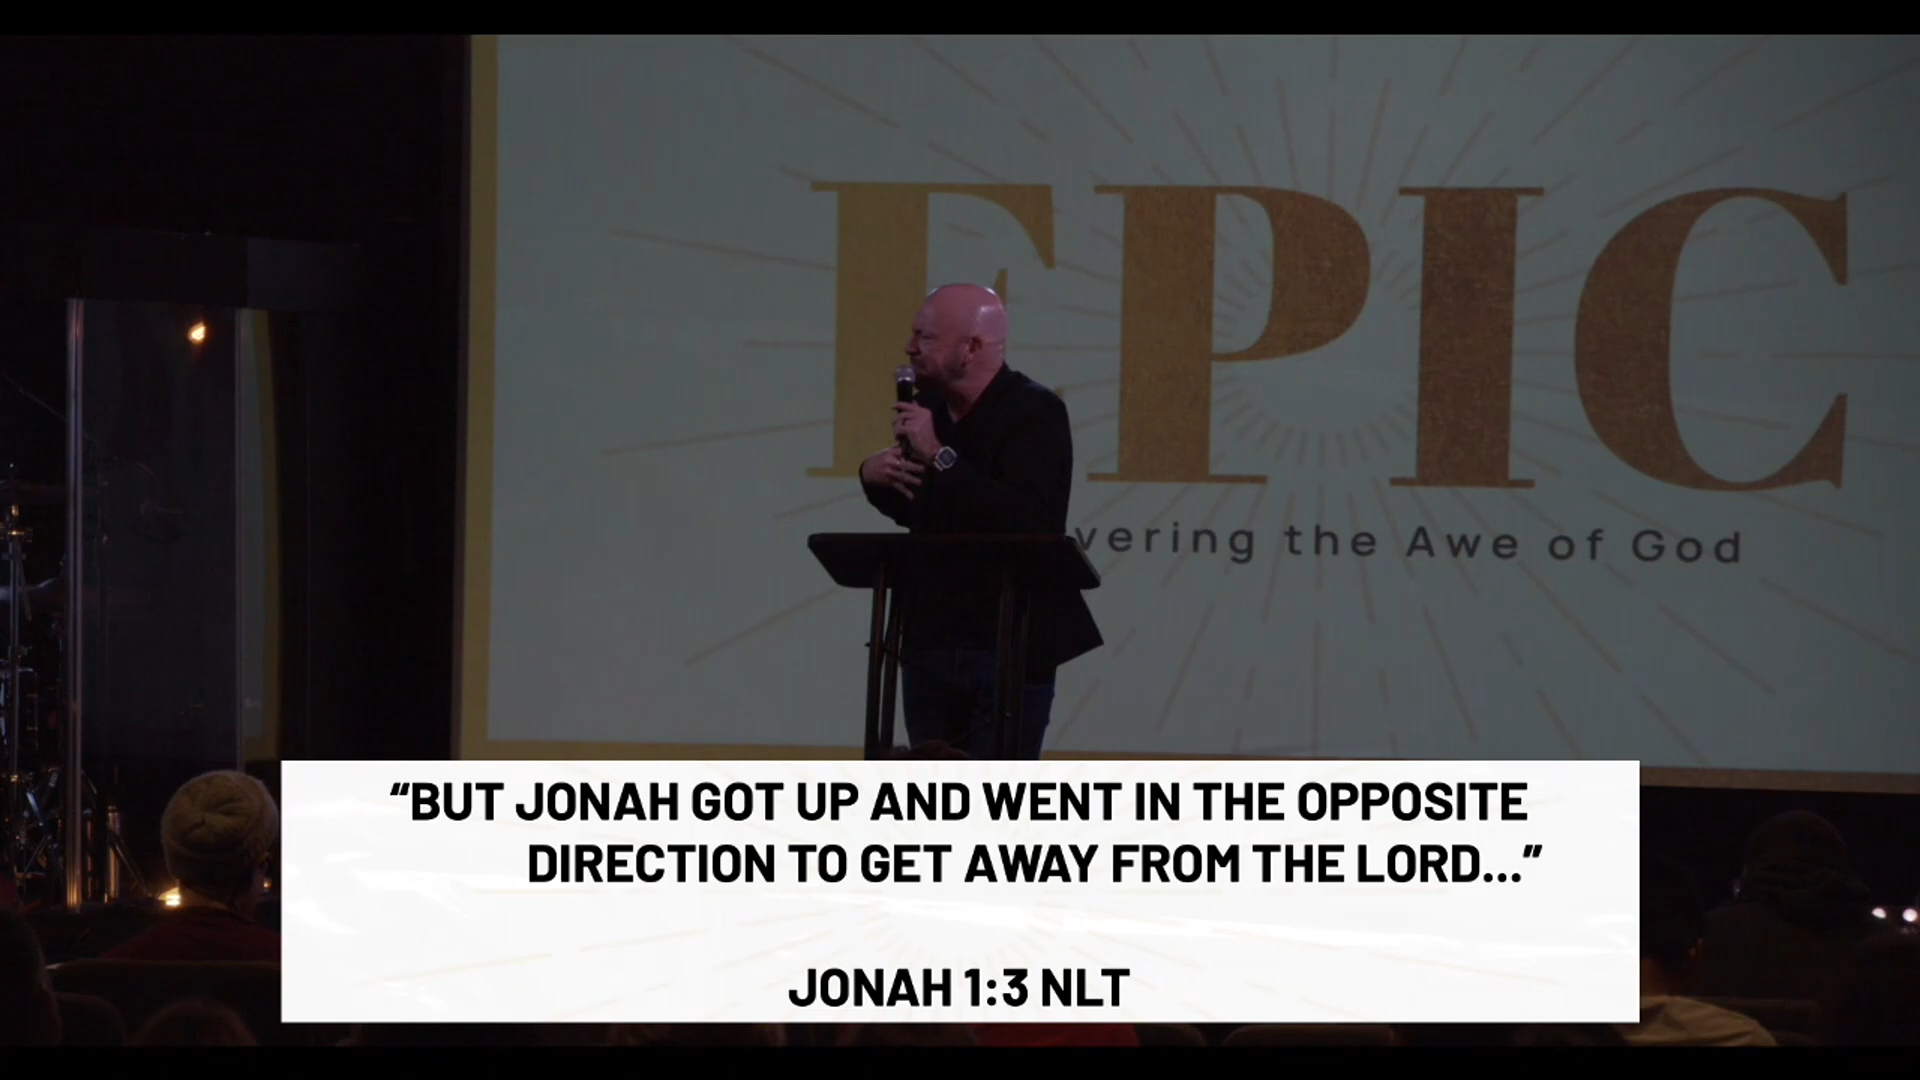 EPIC
vering the Awe of God
“BUT JONAH GOT UP AND WENT IN THE OPPOSITE
DIRECTION TO GET AWAY FROM THE LORD...”
JONAH 1:3 NLT